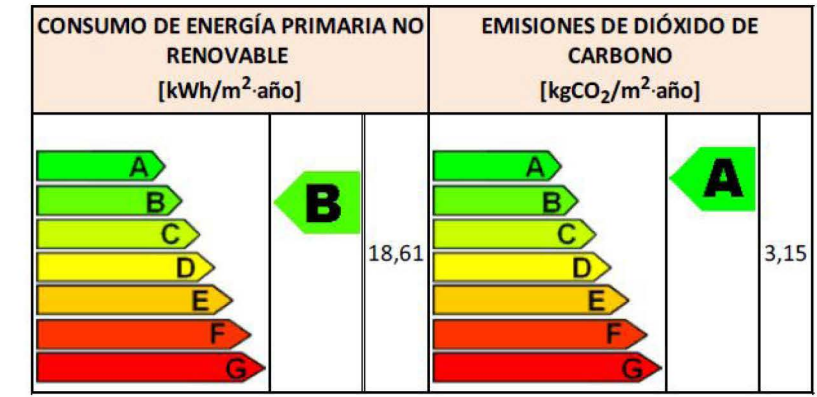 CONSUMO DE ENERGÍA PRIMARIA NO
RENOVABLE
[kWh/m²·año]
EMISIONES DE DIÓXIDO DE
CARBONO
[kgCO₂/m²·año]
A
B
C
D
E
F
G
B
18,61
A
B
C
D
E
F
G
A
3,15